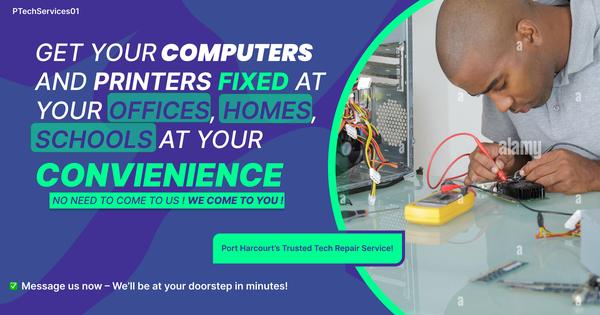 PTechServices01
GET YOUR COMPUTERS
AND PRINTERS FIXED AT
YOUR OFFICES, HOMES,
SCHOOLS AT YOUR
CONVIENIENCE
NO NEED TO COME TO US ! WE COME TO YOU !
Port Harcourt's Trusted Tech Repair Service!
✅ Message us now – We'll be at your doorstep in minutes!
alamy
a
a
a
a
a
a
a